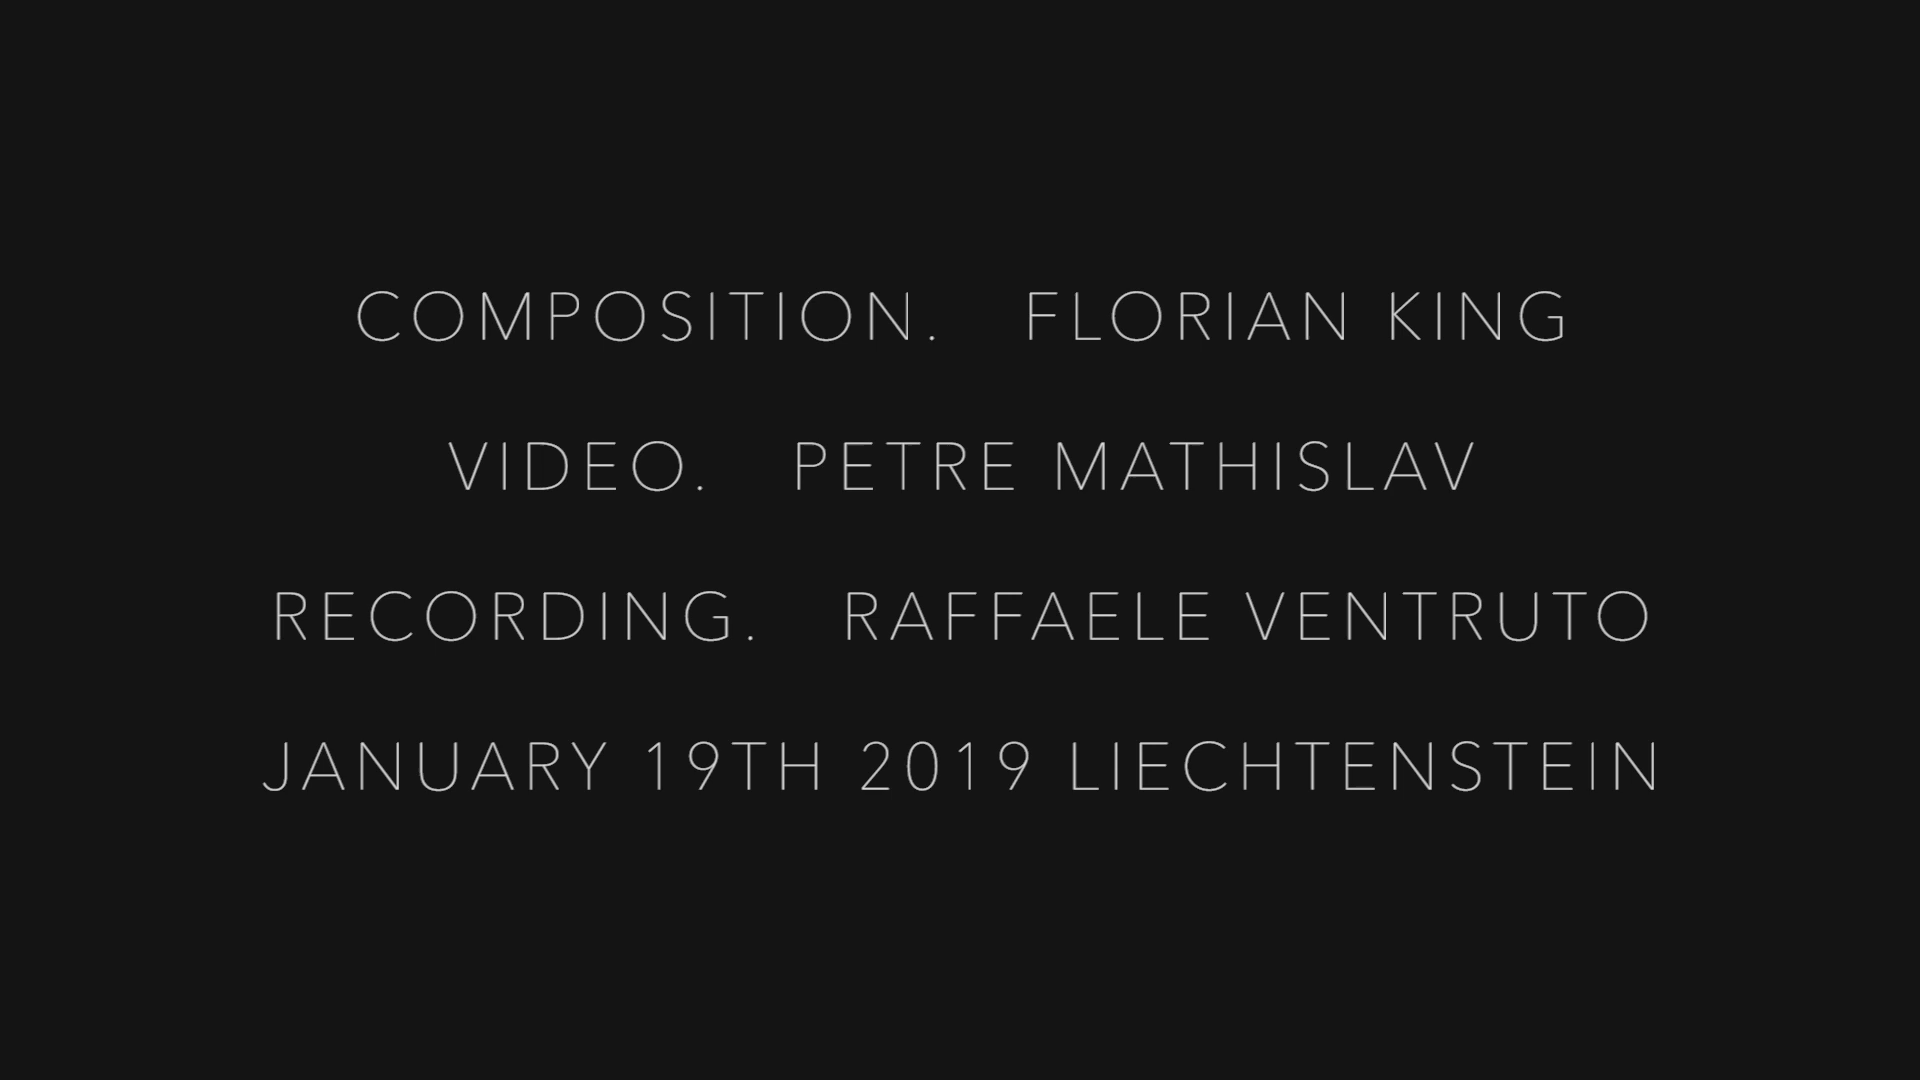 COMPOSITION. FLORIAN KING
VIDEO. PETRE MATHISLAV
RECORDING. RAFFAELE VENTRUTO
JANUARY 19TH 2019 LIECHTENSTEIN